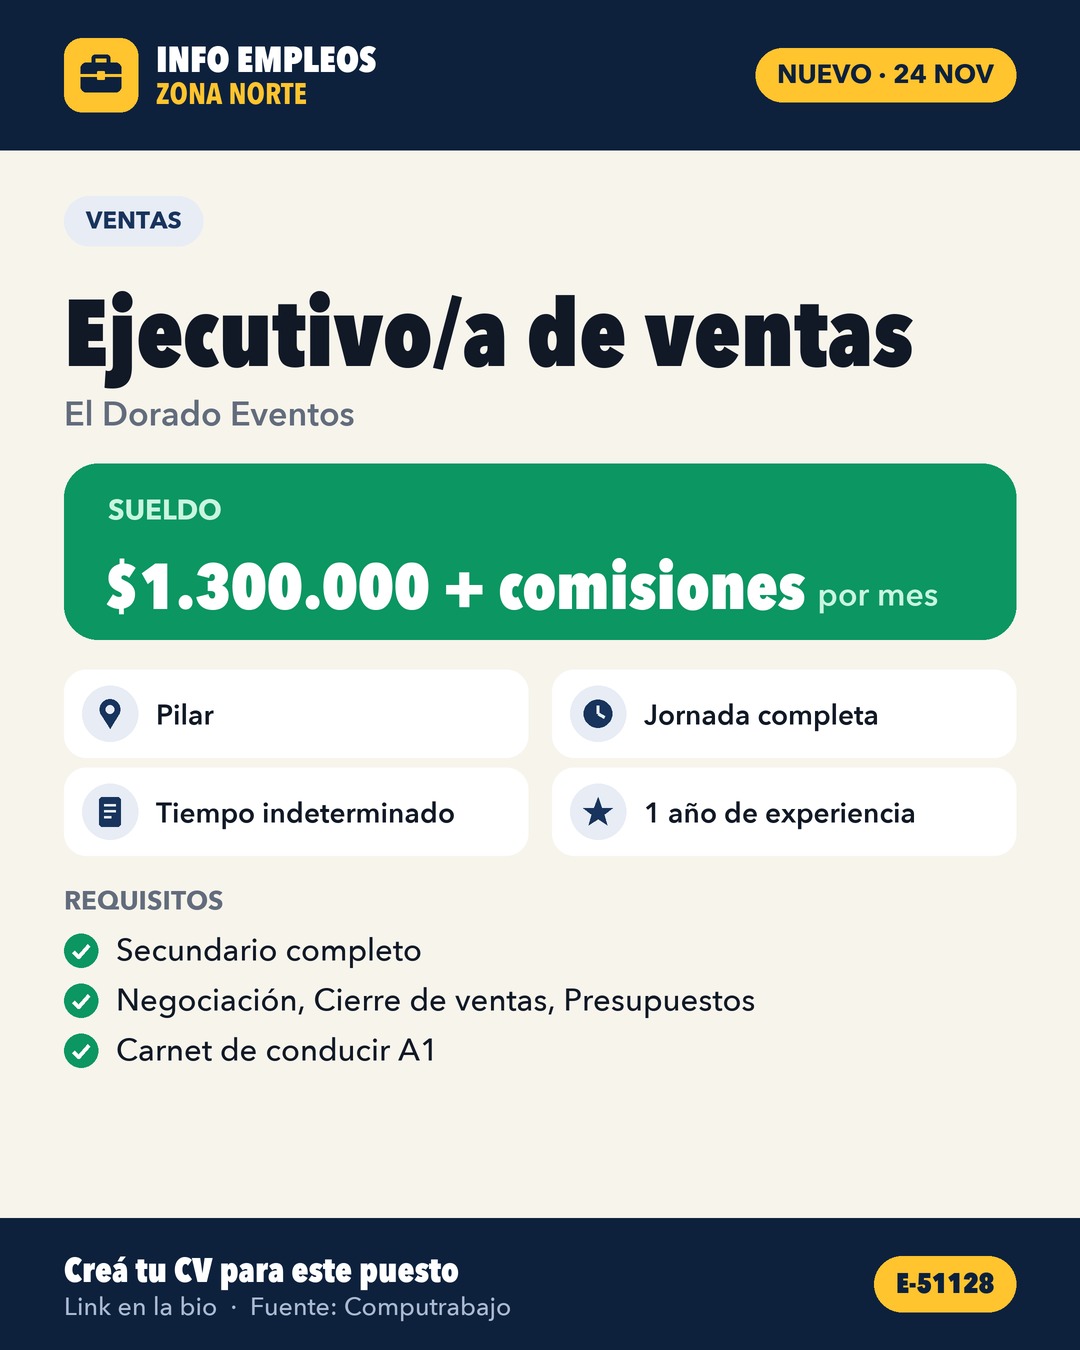 INFO EMPLEOS
ZONA NORTE
NUEVO · 24 NOV
VENTAS
Ejecutivo/a de ventas
El Dorado Eventos
SUELDO
$1.300.000 + comisiones por mes
Pilar
Jornada completa
Tiempo indeterminado
1 año de experiencia
REQUISITOS
Secundario completo
Negociación, Cierre de ventas, Presupuestos
Carnet de conducir A1
Creá tu CV para este puesto
Link en la bio · Fuente: Computrabajo
E-51128